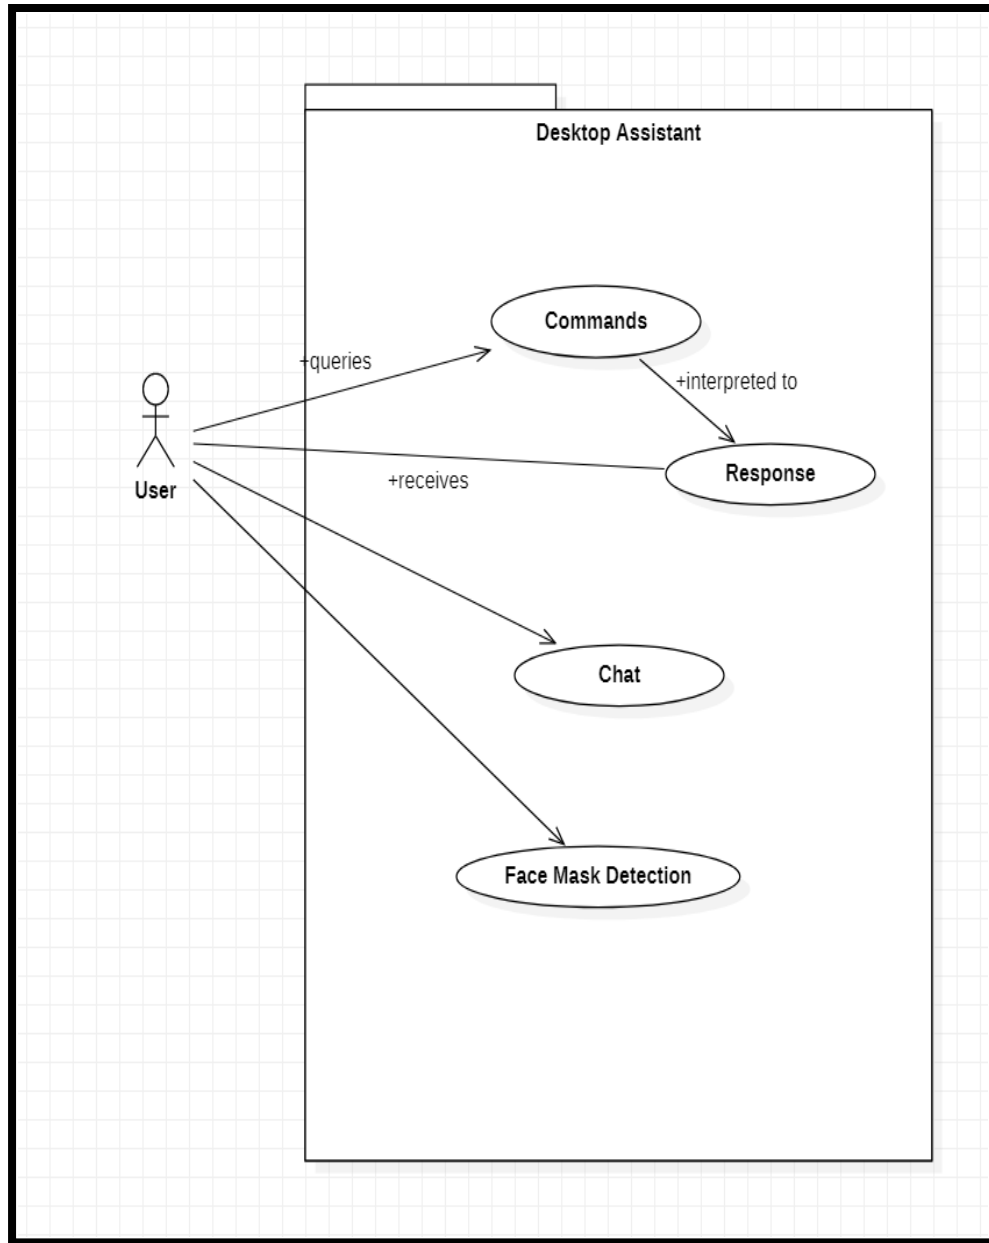 Desktop Assistant
Commands
+queries
+interpreted to
Response
+receives
User
Chat
Face Mask Detection